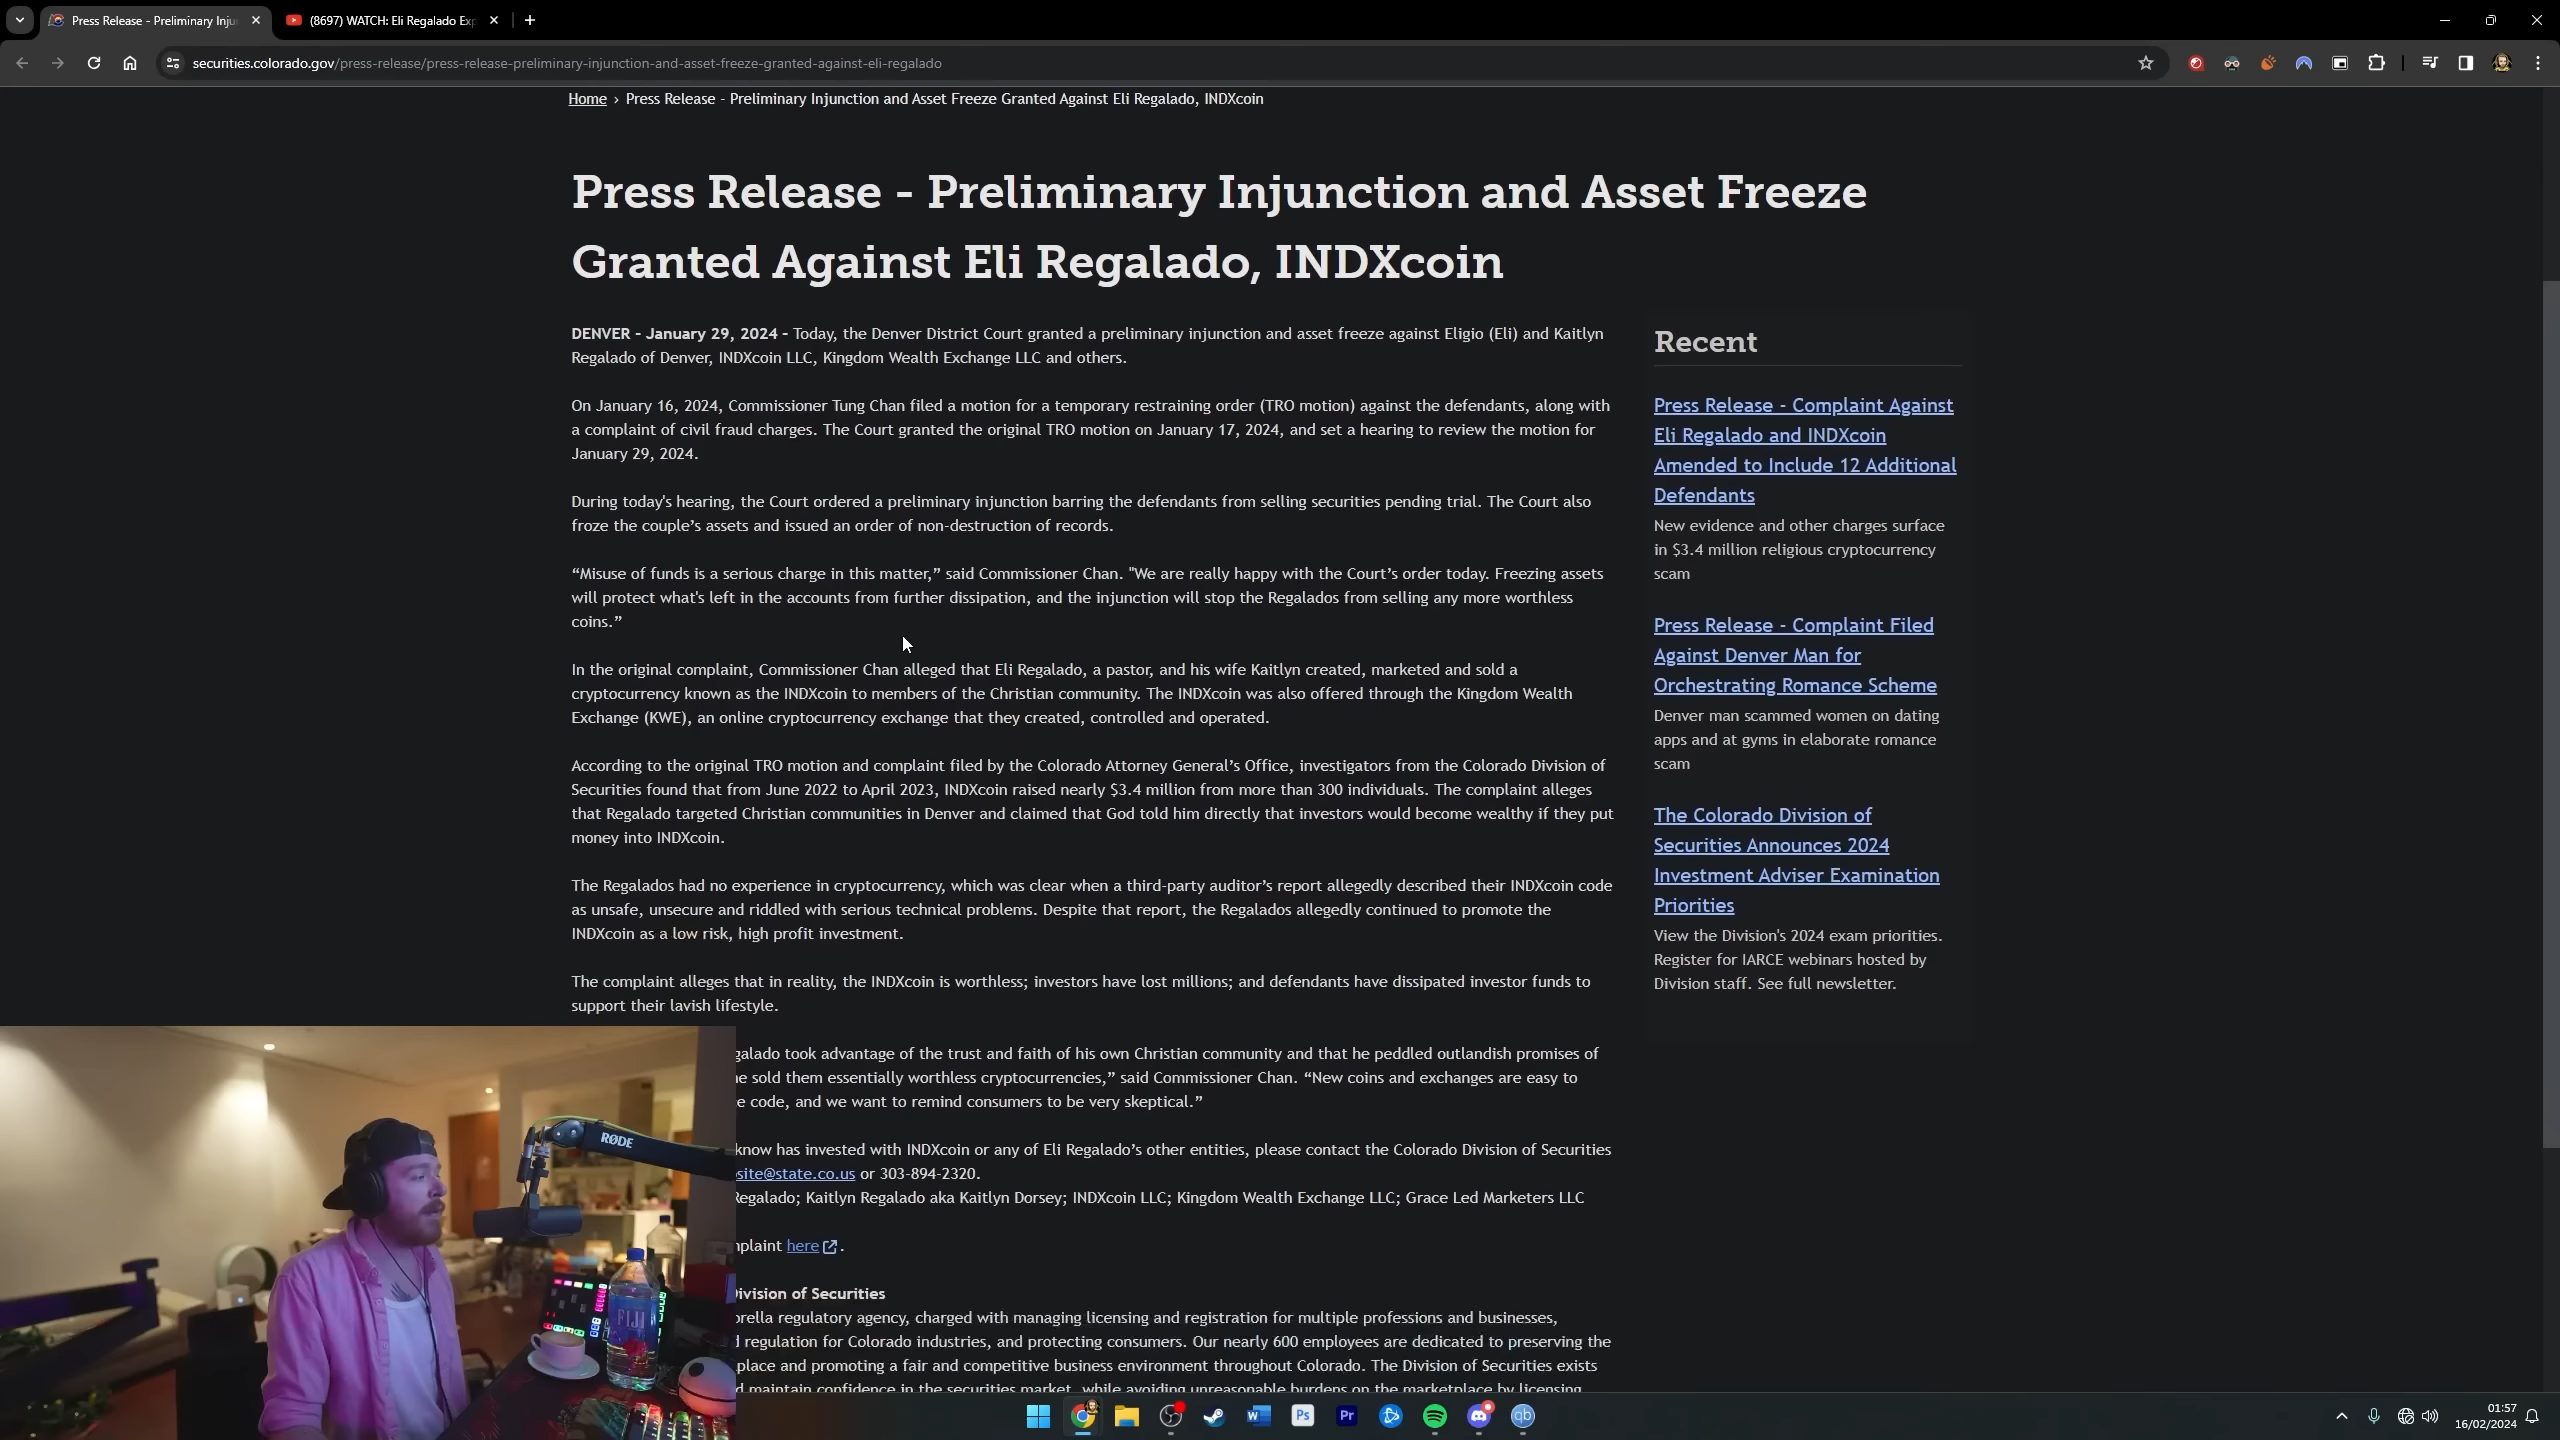 Press Release - Preliminary Inju
(8697) WATCH: Eli Regalado Exp
securities.colorado.gov/press-release/press-release-preliminary-injunction-and-asset-freeze-granted-against-eli-regalado
Home › Press Release - Preliminary Injunction and Asset Freeze Granted Against Eli Regalado, INDXcoin
Press Release - Preliminary Injunction and Asset Freeze
Granted Against Eli Regalado, INDXcoin
DENVER - January 29, 2024 - Today, the Denver District Court granted a preliminary injunction and asset freeze against Eligio (Eli) and Kaitlyn
Regalado of Denver, INDXcoin LLC, Kingdom Wealth Exchange LLC and others.
On January 16, 2024, Commissioner Tung Chan filed a motion for a temporary restraining order (TRO motion) against the defendants, along with
a complaint of civil fraud charges. The Court granted the original TRO motion on January 17, 2024, and set a hearing to review the motion for
January 29, 2024.
During today's hearing, the Court ordered a preliminary injunction barring the defendants from selling securities pending trial. The Court also
froze the couple’s assets and issued an order of non-destruction of records.
“Misuse of funds is a serious charge in this matter,” said Commissioner Chan. "We are really happy with the Court’s order today. Freezing assets
will protect what's left in the accounts from further dissipation, and the injunction will stop the Regalados from selling any more worthless
coins.”
In the original complaint, Commissioner Chan alleged that Eli Regalado, a pastor, and his wife Kaitlyn created, marketed and sold a
cryptocurrency known as the INDXcoin to members of the Christian community. The INDXcoin was also offered through the Kingdom Wealth
Exchange (KWE), an online cryptocurrency exchange that they created, controlled and operated.
According to the original TRO motion and complaint filed by the Colorado Attorney General’s Office, investigators from the Colorado Division of
Securities found that from June 2022 to April 2023, INDXcoin raised nearly $3.4 million from more than 300 individuals. The complaint alleges
that Regalado targeted Christian communities in Denver and claimed that God told him directly that investors would become wealthy if they put
money into INDXcoin.
The Regalados had no experience in cryptocurrency, which was clear when a third-party auditor’s report allegedly described their INDXcoin code
as unsafe, unsecure and riddled with serious technical problems. Despite that report, the Regalados allegedly continued to promote the
INDXcoin as a low risk, high profit investment.
The complaint alleges that in reality, the INDXcoin is worthless; investors have lost millions; and defendants have dissipated investor funds to
support their lavish lifestyle.
galado took advantage of the trust and faith of his own Christian community and that he peddled outlandish promises of
he sold them essentially worthless cryptocurrencies,” said Commissioner Chan. “New coins and exchanges are easy to
e code, and we want to remind consumers to be very skeptical.”
know has invested with INDXcoin or any of Eli Regalado’s other entities, please contact the Colorado Division of Securities
site@state.co.us or 303-894-2320.
Regalado; Kaitlyn Regalado aka Kaitlyn Dorsey; INDXcoin LLC; Kingdom Wealth Exchange LLC; Grace Led Marketers LLC
mplaint here.
Division of Securities
rella regulatory agency, charged with managing licensing and registration for multiple professions and businesses,
d regulation for Colorado industries, and protecting consumers. Our nearly 600 employees are dedicated to preserving the
place and promoting a fair and competitive business environment throughout Colorado. The Division of Securities exists
d maintain confidence in the securities market, while avoiding unreasonable burdens on the marketplace by licensing
Recent
Press Release - Complaint Against
Eli Regalado and INDXcoin
Amended to Include 12 Additional
Defendants
New evidence and other charges surface
in $3.4 million religious cryptocurrency
scam
Press Release - Complaint Filed
Against Denver Man for
Orchestrating Romance Scheme
Denver man scammed women on dating
apps and at gyms in elaborate romance
scam
The Colorado Division of
Securities Announces 2024
Investment Adviser Examination
Priorities
View the Division's 2024 exam priorities.
Register for IARCE webinars hosted by
Division staff. See full newsletter.
RØDE
FIJI
W
Ps
Pr
qb
01:57
16/02/2024